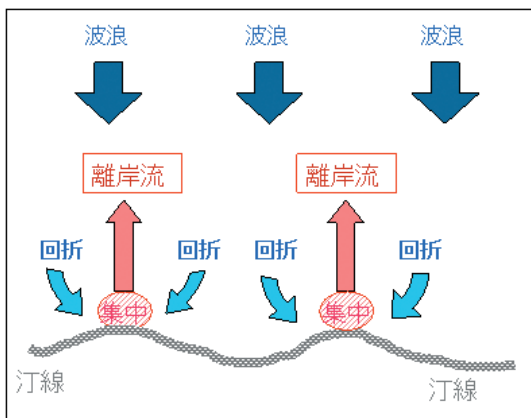 波浪 波浪 波浪
離岸流 離岸流
回折 回折 回折 回折
集中 集中
汀線 汀線